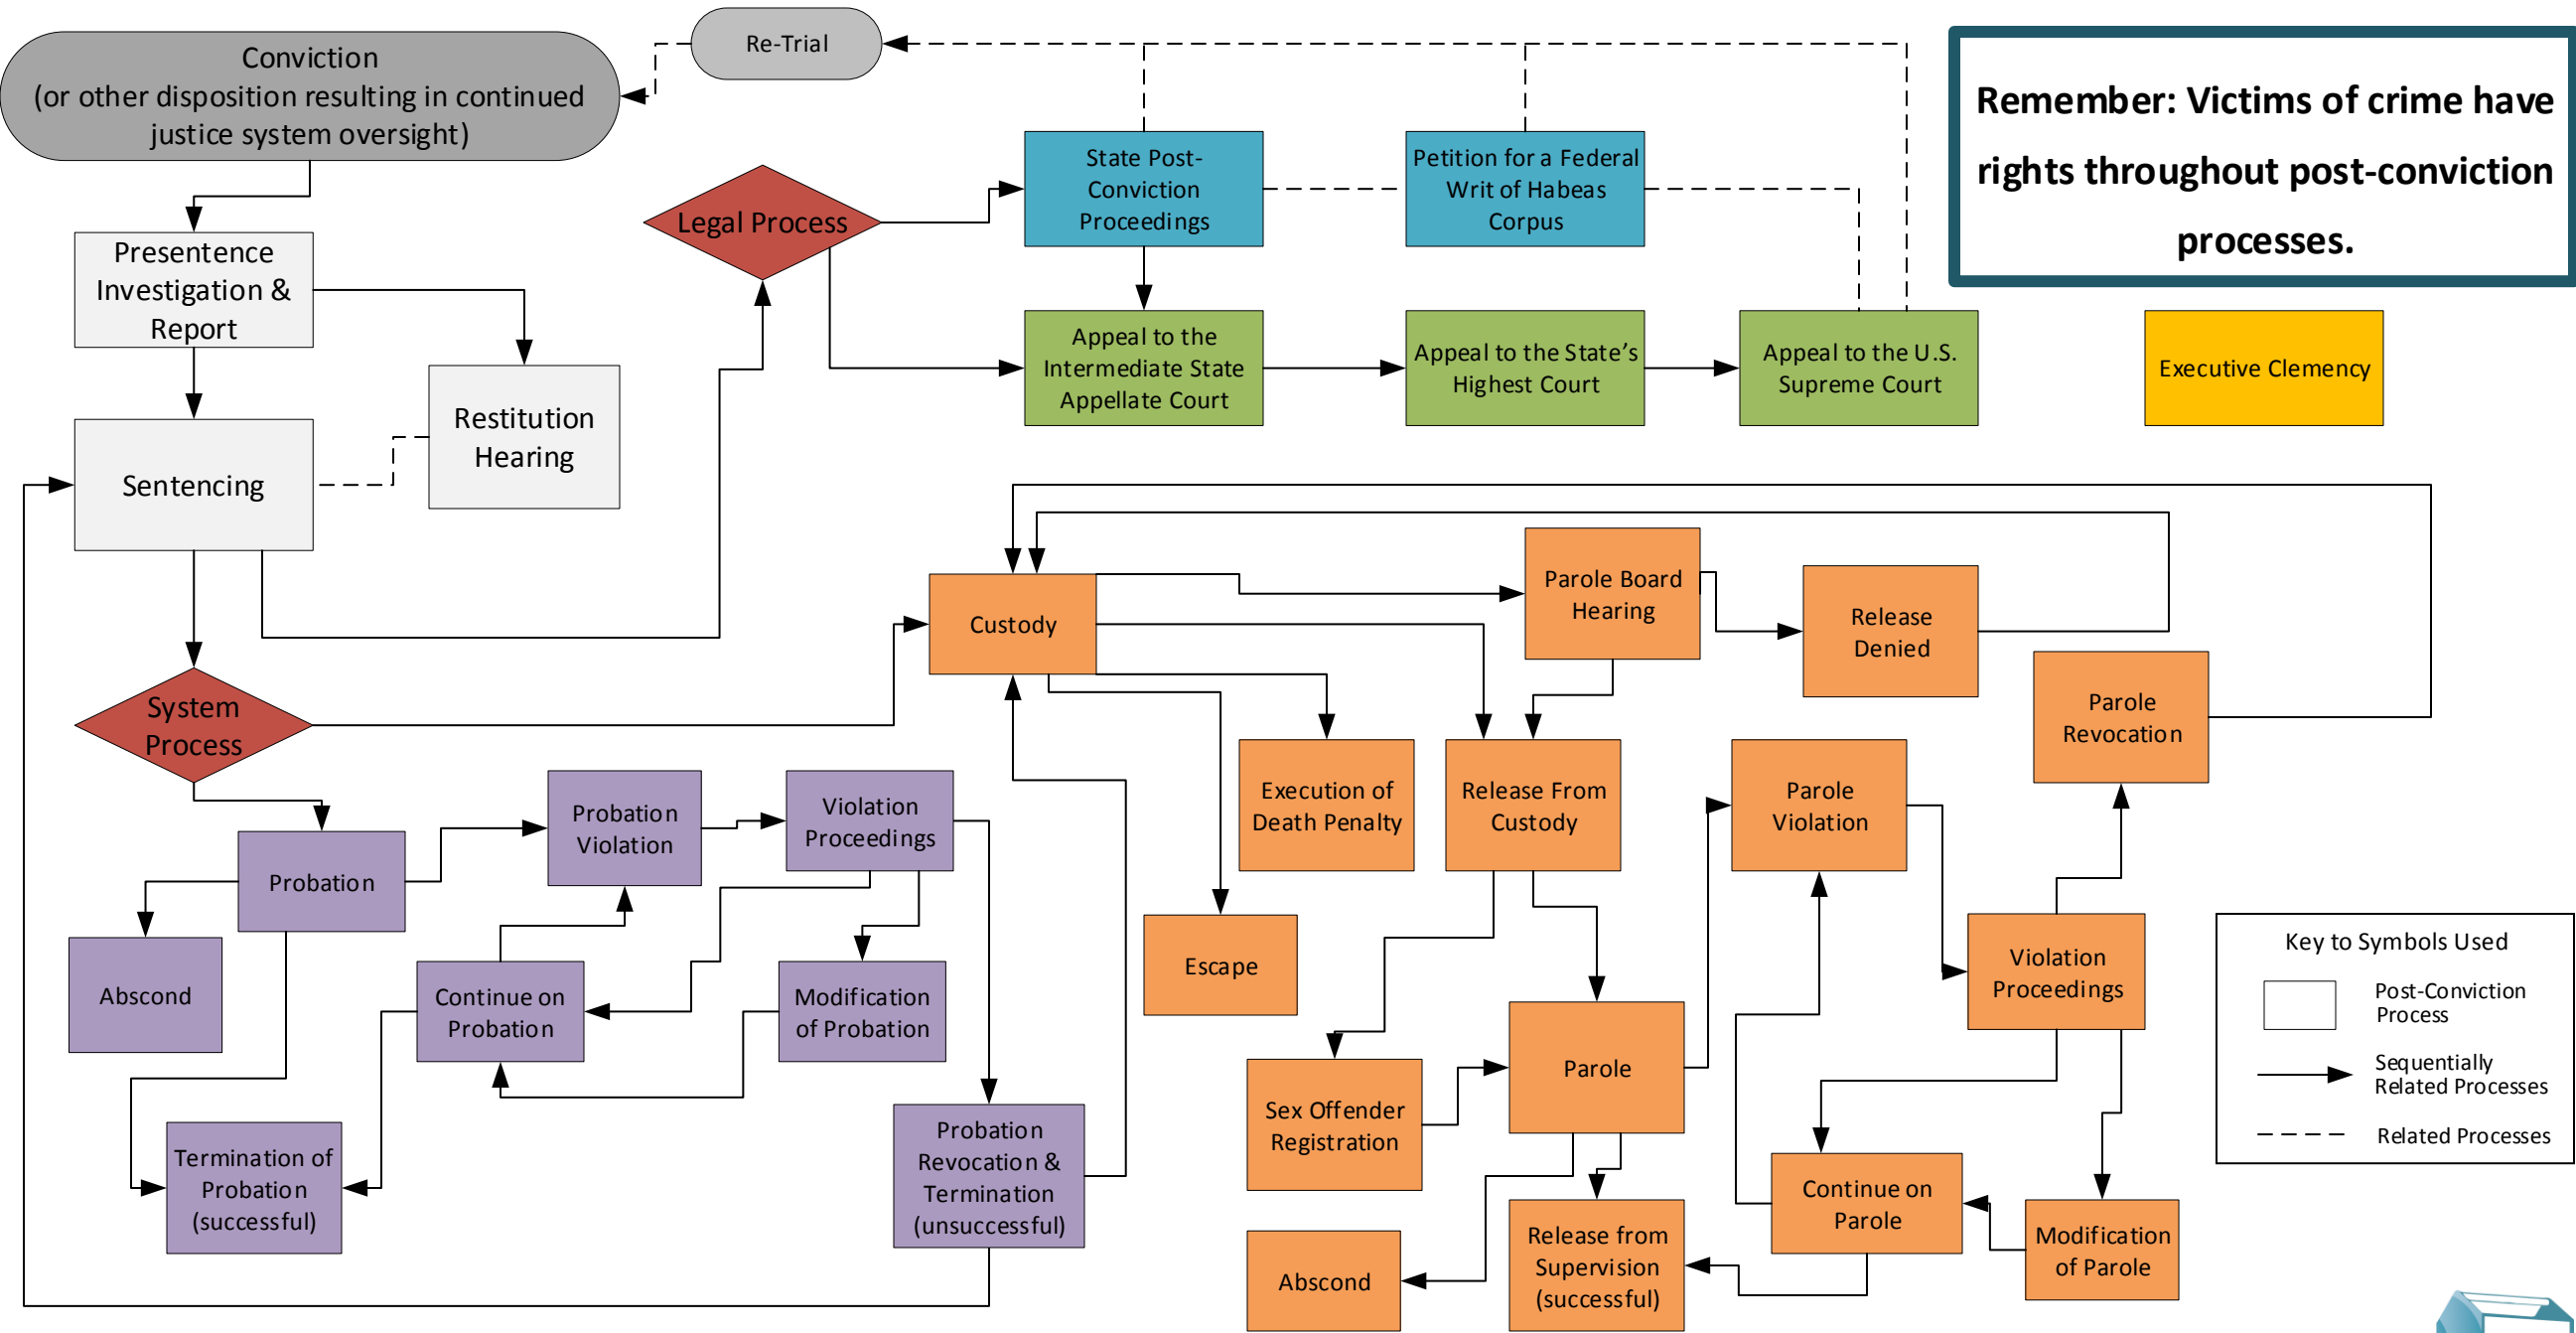 Conviction
(or other disposition resulting in continued
justice system oversight)
Re-Trial
Remember: Victims of crime have
rights throughout post-conviction
processes.
Presentence
Investigation &
Report
Legal Process
State Post-
Conviction
Proceedings
Petition for a Federal
Writ of Habeas
Corpus
Appeal to the
Intermediate State
Appellate Court
Appeal to the State’s
Highest Court
Appeal to the U.S.
Supreme Court
Executive Clemency
Restitution
Hearing
Sentencing
System
Process
Custody
Parole Board
Hearing
Release
Denied
Parole
Revocation
Execution of
Death Penalty
Release From
Custody
Parole
Violation
Probation
Violation
Violation
Proceedings
Probation
Abscond
Continue on
Probation
Modification
of Probation
Escape
Violation
Proceedings
Termination of
Probation
(successful)
Probation
Revocation &
Termination
(unsuccessful)
Sex Offender
Registration
Parole
Abscond
Release from
Supervision
(successful)
Continue on
Parole
Modification
of Parole
Key to Symbols Used
Post-Conviction
Process
Sequentially
Related Processes
Related Processes